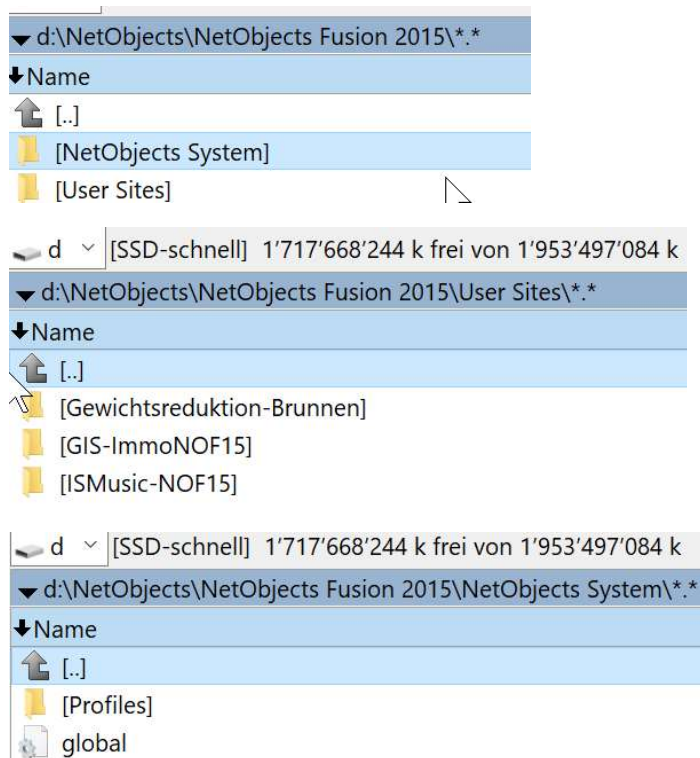 d:\NetObjects\NetObjects Fusion 2015\*.*
Name
[..]
[NetObjects System]
[User Sites]
d [SSD-schnell] 1'717'668'244 k frei von 1'953'497'084 k
d:\NetObjects\NetObjects Fusion 2015\User Sites\*.*
Name
[..]
[Gewichtsreduktion-Brunnen]
[GIS-ImmoNOF15]
[ISMusic-NOF15]
d [SSD-schnell] 1'717'668'244 k frei von 1'953'497'084 k
d:\NetObjects\NetObjects Fusion 2015\NetObjects System\*.*
Name
[..]
[Profiles]
global